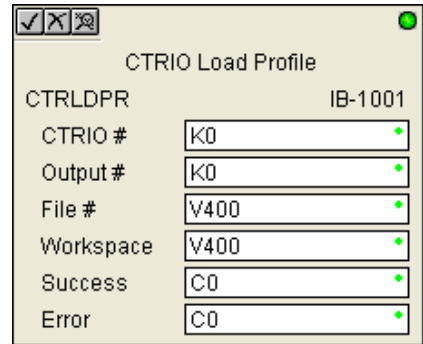 CTRIO Load Profile
CTRLDPR IB-1001
CTRIO # K0
Output # K0
File # V400
Workspace V400
Success C0
Error C0